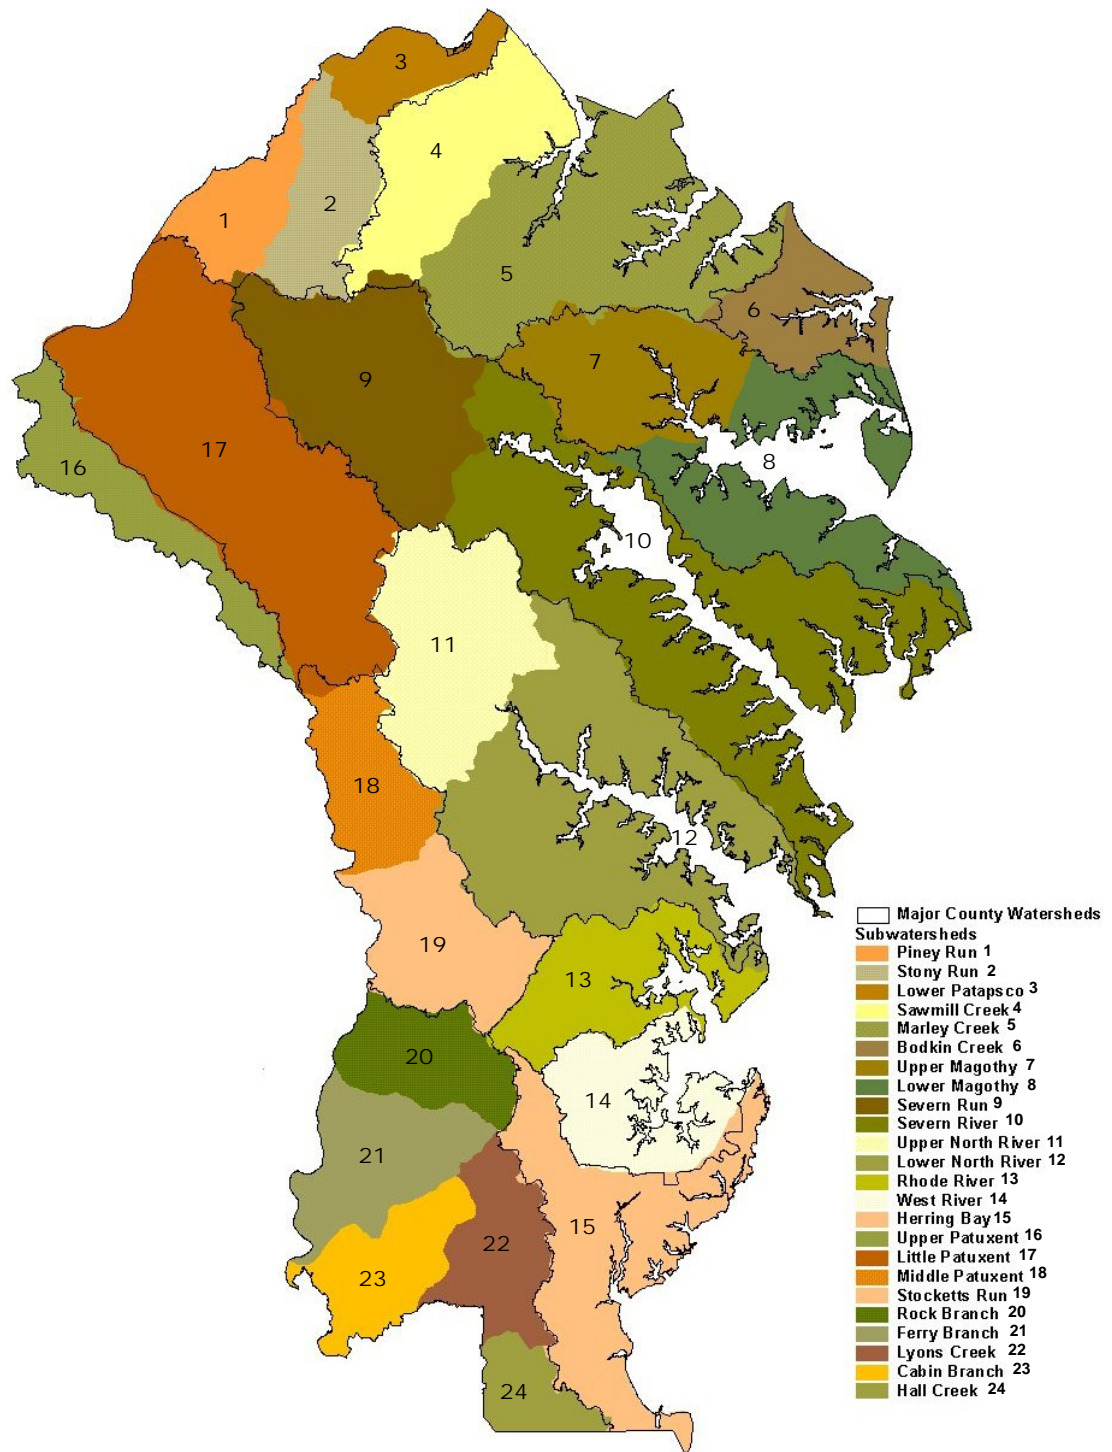 3
4
2
1
5
6
7
9
17
8
16
10
11
18
12
19
13
20
14
21
15
22
23
24
Major County Watersheds
Subwatersheds
Piney Run 1
Stony Run 2
Lower Patapsco 3
Sawmill Creek 4
Marley Creek 5
Bodkin Creek 6
Upper Magothy 7
Lower Magothy 8
Severn Run 9
Severn River 10
Upper North River 11
Lower North River 12
Rhode River 13
West River 14
Herring Bay 15
Upper Patuxent 16
Little Patuxent 17
Middle Patuxent 18
Stocketts Run 19
Rock Branch 20
Ferry Branch 21
Lyons Creek 22
Cabin Branch 23
Hall Creek 24